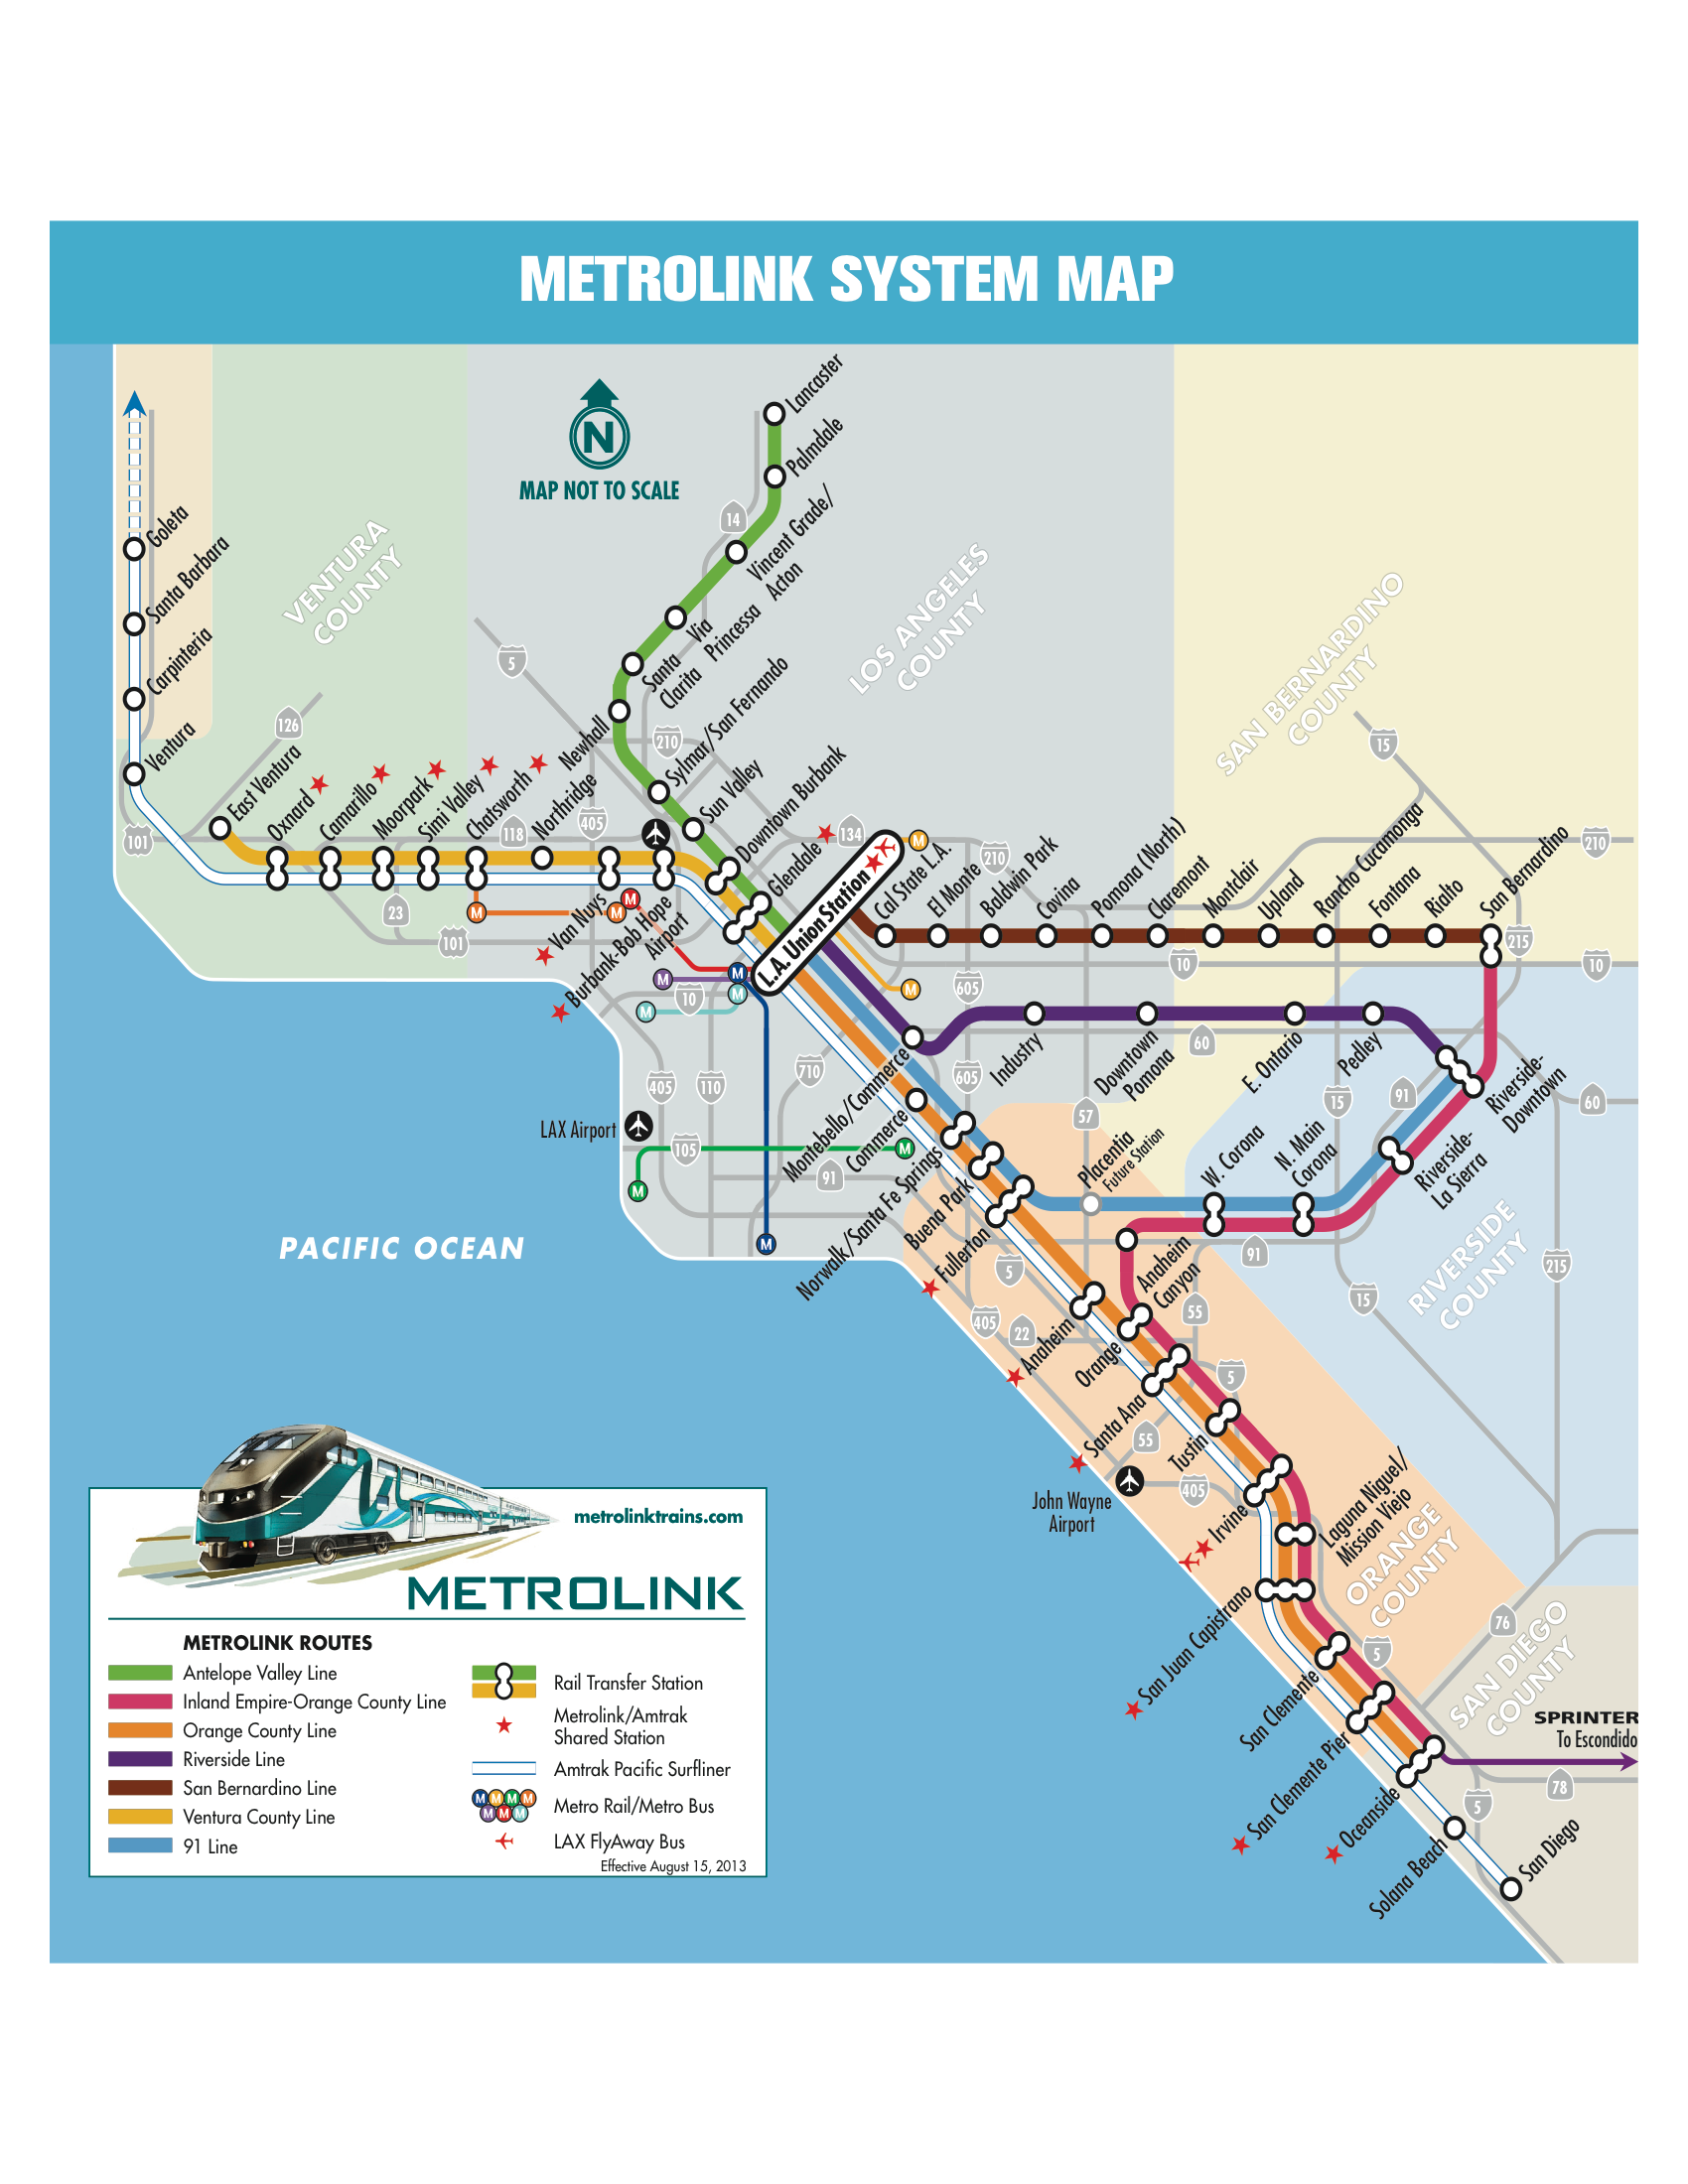 METROLINK SYSTEM MAP
N
MAP NOT TO SCALE
VENTURA
COUNTY
LOS ANGELES
COUNTY
SAN BERNARDINO
COUNTY
RIVERSIDE
COUNTY
ORANGE
COUNTY
SAN DIEGO
COUNTY
PACIFIC OCEAN
Goleta
Santa Barbara
Carpinteria
Ventura
East Ventura
Oxnard
Camarillo
Moorpark
Simi Valley
Chatsworth
Northridge
Van Nuys
Burbank-Bob Hope
Airport
Lancaster
Palmdale
Vincent Grade/
Acton
Via
Princessa
Santa
Clarita
Newhall
Sylmar/San Fernando
Sun Valley
Downtown Burbank
Glendale
L.A. Union Station
Cal State L.A.
El Monte
Baldwin Park
Covina
Pomona (North)
Claremont
Montclair
Upland
Rancho Cucamonga
Fontana
Rialto
San Bernardino
Montebello/Commerce
Industry
Downtown
Pomona
E. Ontario
Pedley
Riverside-
Downtown
Riverside-
La Sierra
N. Main
Corona
W. Corona
Placentia
Future Station
Commerce
Norwalk/Santa Fe Springs
Buena Park
Fullerton
Anaheim
Canyon
Anaheim
Orange
Santa Ana
Tustin
Irvine
Laguna Niguel/
Mission Viejo
San Juan Capistrano
San Clemente
San Clemente Pier
Oceanside
Solana Beach
San Diego
SPRINTER
To Escondido
LAX Airport
John Wayne
Airport
14
5
126
210
101
118
405
134
210
15
210
23
101
215
10
10
10
605
60
405
110
710
605
57
15
91
60
105
91
91
5
215
15
405
22
55
5
55
405
76
5
78
5
M
M
M
M
M
M
M
M
M
M
M
M
M
metrolinktrains.com
METROLINK
METROLINK ROUTES
Antelope Valley Line
Inland Empire-Orange County Line
Orange County Line
Riverside Line
San Bernardino Line
Ventura County Line
91 Line
Rail Transfer Station
Metrolink/Amtrak
Shared Station
Amtrak Pacific Surfliner
M M M M
M M M
Metro Rail/Metro Bus
LAX FlyAway Bus
Effective August 15, 2013